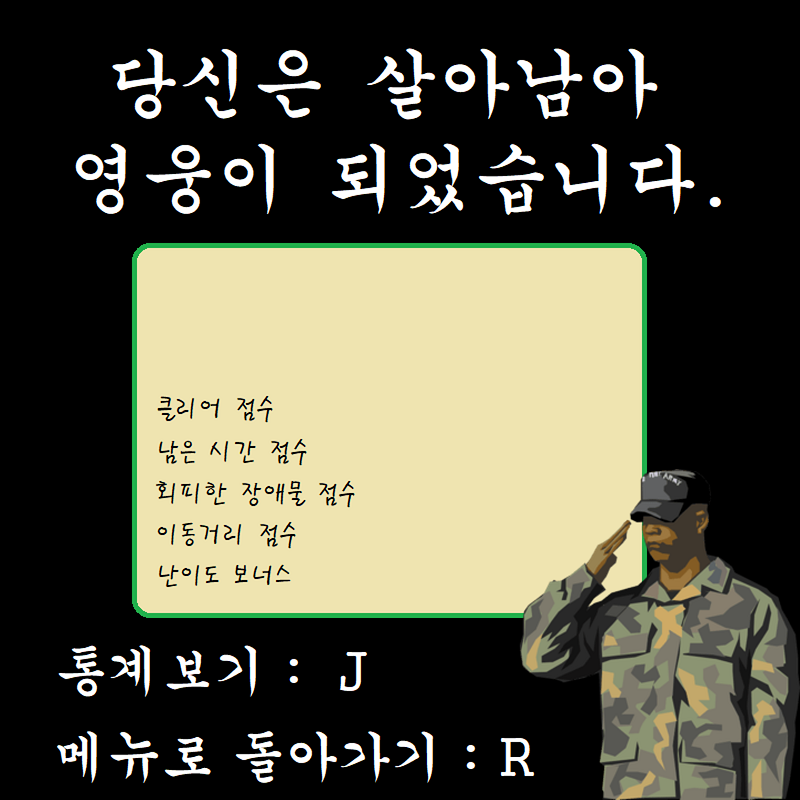 당신은 살아남아
영웅이 되었습니다.
클리어 점수
남은 시간 점수
회피한 장애물 점수
이동거리 점수
난이도 보너스
통계 보기 : J
메뉴로 돌아가기 : R